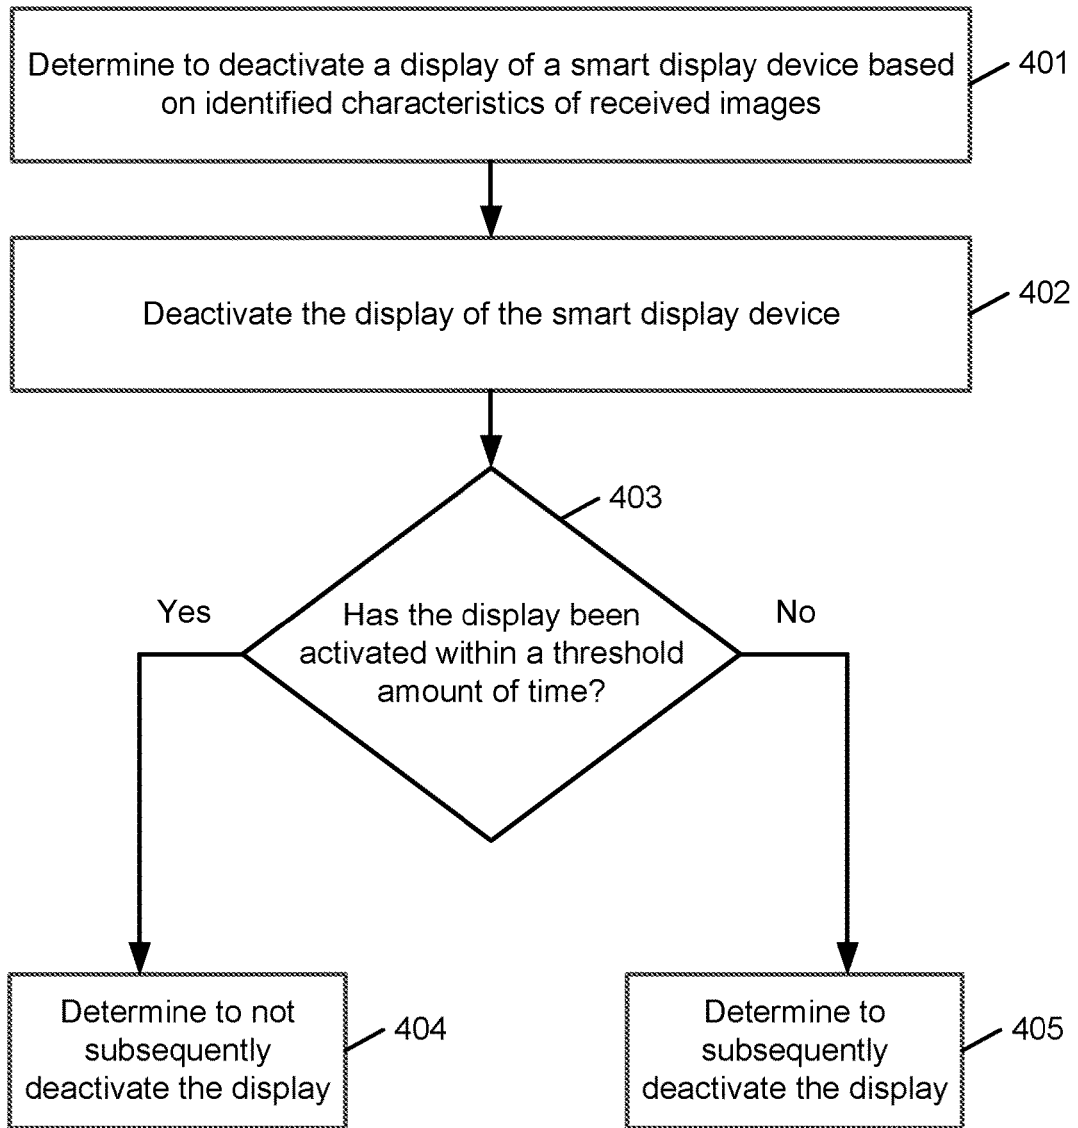 Determine to deactivate a display of a smart display device based
on identified characteristics of received images
401
Deactivate the display of the smart display device
402
403
Has the display been
activated within a threshold
amount of time?
Yes
No
Determine to not
subsequently
deactivate the display
404
Determine to
subsequently
deactivate the display
405